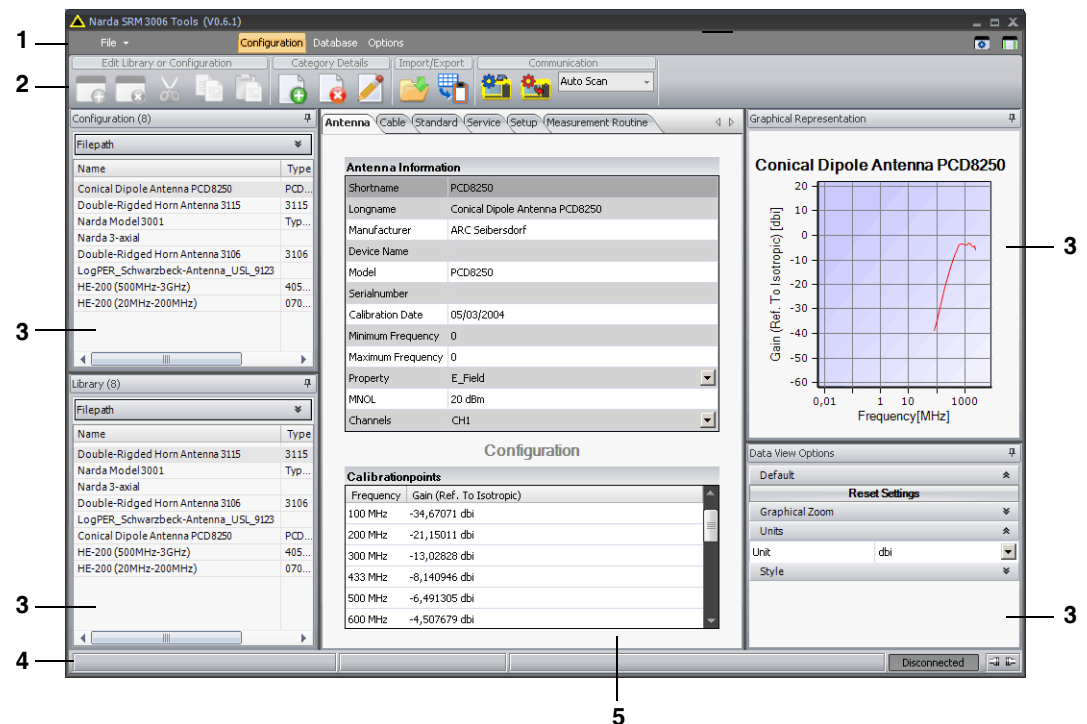 Narda SRM 3006 Tools (V0.6.1)
1
File Configuration Database Options
Edit Library or Configuration Category Details Import/Export Communication
2
Auto Scan
Configuration (8)
Filepath
Name Type
Conical Dipole Antenna PCD8250 PCD...
Double-Rigded Horn Antenna 3115 3115
Narda Model 3001 Typ...
Narda 3-axial
Double-Ridged Horn Antenna 3106 3106
LogPER_Schwarzbeck-Antenna_USL_9123
HE-200 (500MHz-3GHz) 405...
HE-200 (20MHz-200MHz) 070...
3
Library (8)
Filepath
Name Type
Double-Rigded Horn Antenna 3115 3115
Narda Model 3001 Typ...
Narda 3-axial
Double-Ridged Horn Antenna 3106 3106
LogPER_Schwarzbeck-Antenna_USL_9123
Conical Dipole Antenna PCD8250 PCD...
HE-200 (500MHz-3GHz) 405...
HE-200 (20MHz-200MHz) 070...
3
Antenna Cable Standard Service Setup Measurement Routine
Antenna Information
Shortname PCD8250
Longname Conical Dipole Antenna PCD8250
Manufacturer ARC Seibersdorf
Device Name
Model PCD8250
Serialnumber
Calibration Date 05/03/2004
Minimum Frequency 0
Maximum Frequency 0
Property E_Field
MNOL 20 dBm
Channels CH1
Configuration
Calibrationpoints
Frequency Gain (Ref. To Isotropic)
100 MHz -34,67071 dbi
200 MHz -21,15011 dbi
300 MHz -13,02828 dbi
433 MHz -8,140946 dbi
500 MHz -6,491305 dbi
600 MHz -4,507679 dbi
Graphical Representation
Conical Dipole Antenna PCD8250
Gain (Ref. To Isotropic) [dbi]
20
10
0
-10
-20
-30
-40
-50
-60
0,01 1 10 1000
Frequency[MHz]
3
Data View Options
Default
Reset Settings
Graphical Zoom
Units
Unit dbi
Style
3
4
Disconnected
5